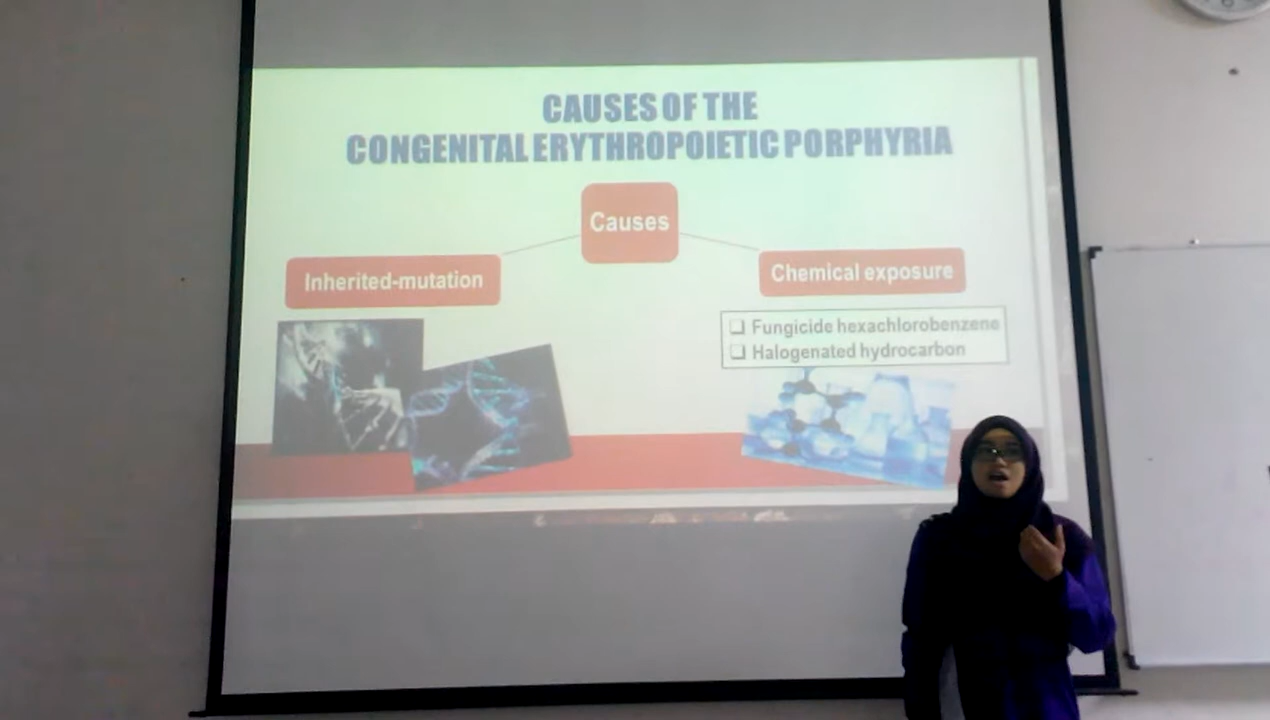 CAUSES OF THE
CONGENITAL ERYTHROPOIETIC PORPHYRIA
Causes
Inherited-mutation
Chemical exposure
❑ Fungicide hexachlorobenzene
❑ Halogenated hydrocarbon